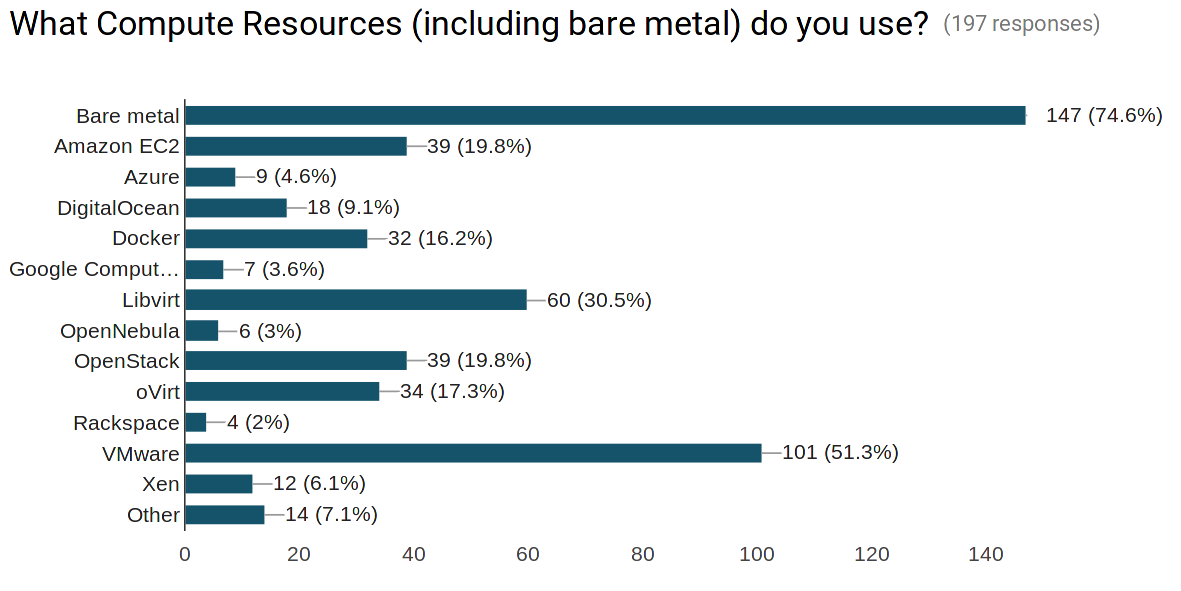 What Compute Resources (including bare metal) do you use? (197 responses)
Bare metal 147 (74.6%)
Amazon EC2 39 (19.8%)
Azure 9 (4.6%)
DigitalOcean 18 (9.1%)
Docker 32 (16.2%)
Google Comput… 7 (3.6%)
Libvirt 60 (30.5%)
OpenNebula 6 (3%)
OpenStack 39 (19.8%)
oVirt 34 (17.3%)
Rackspace 4 (2%)
VMware 101 (51.3%)
Xen 12 (6.1%)
Other 14 (7.1%)
0 20 40 60 80 100 120 140